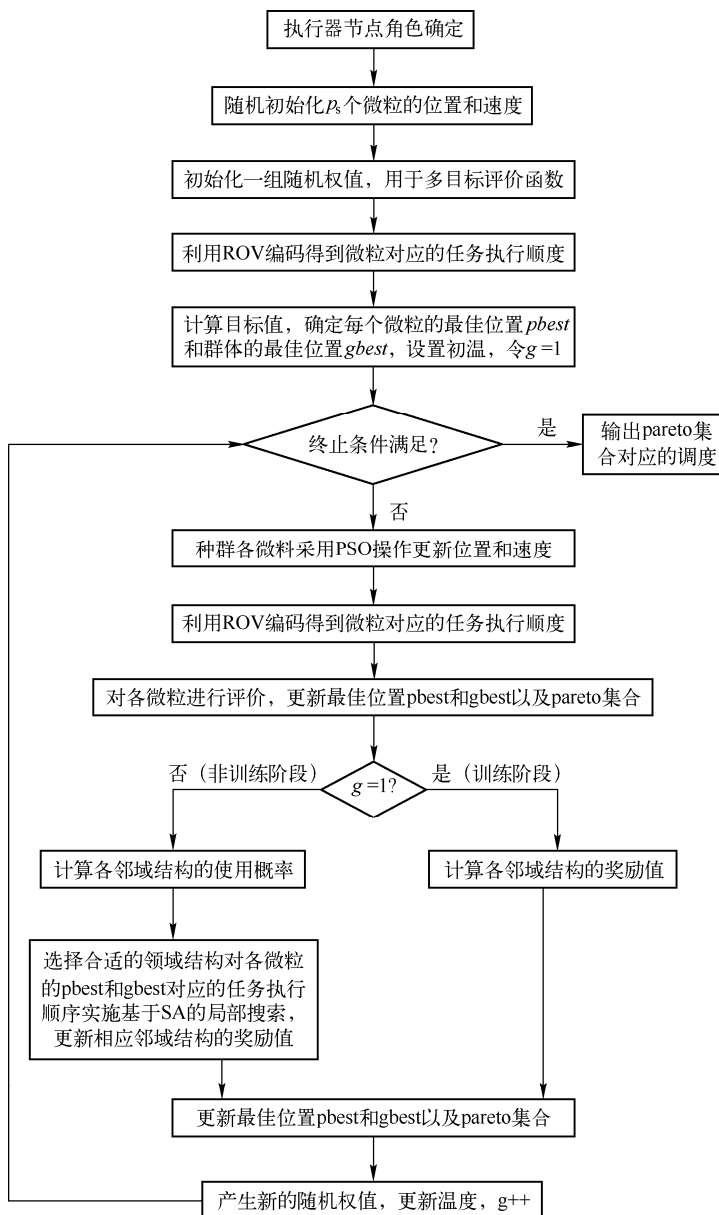 执行器节点角色确定
随机初始化ps个微粒的位置和速度
初始化一组随机权值，用于多目标评价函数
利用ROV编码得到微粒对应的任务执行顺度
计算目标值，确定每个微粒的最佳位置pbest
和群体的最佳位置gbest，设置初温，令g =1
终止条件满足?
是
输出pareto集
合对应的调度
否
种群各微料采用PSO操作更新位置和速度
利用ROV编码得到微粒对应的任务执行顺度
对各微粒进行评价，更新最佳位置pbest和gbest以及pareto集合
否（非训练阶段）
g =1?
是（训练阶段）
计算各邻域结构的使用概率
计算各邻域结构的奖励值
选择合适的领域结构对各微粒
的pbest和gbest对应的任务执行
顺序实施基于SA的局部搜索，
更新相应邻域结构的奖励值
更新最佳位置pbest和gbest以及pareto集合
产生新的随机权值，更新温度，g++